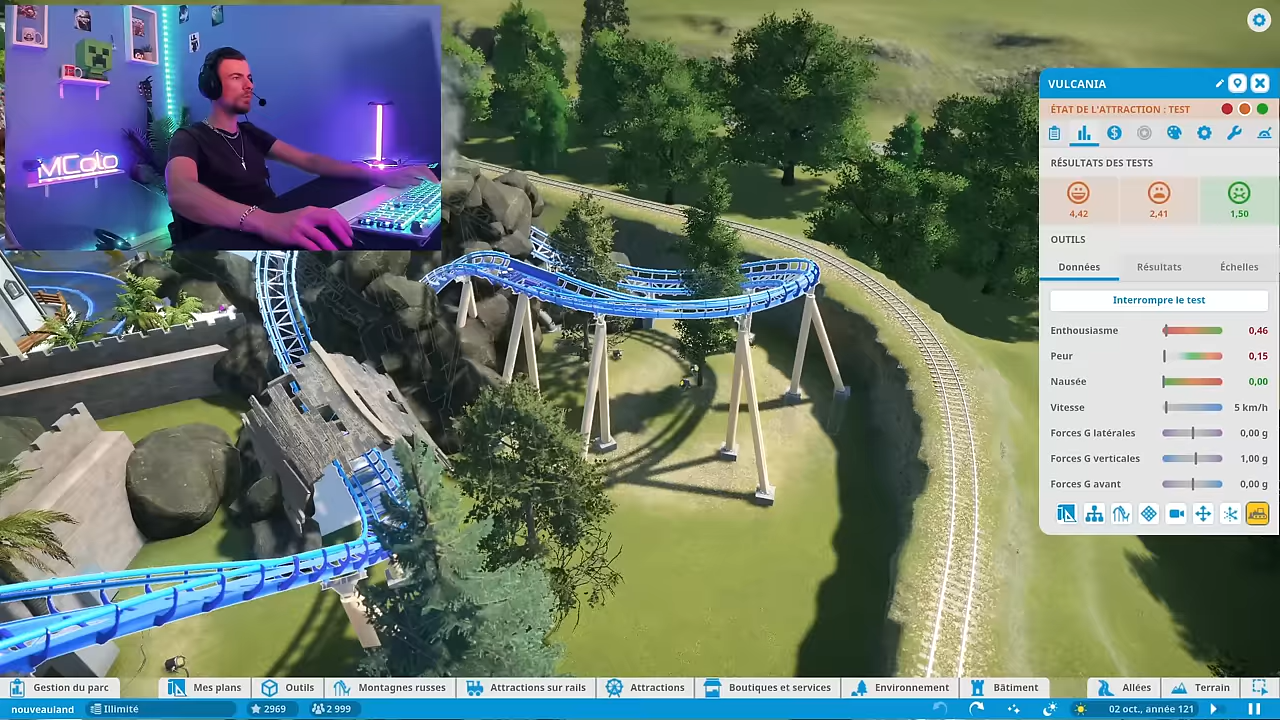 MColo
VULCANIA
ÉTAT DE L'ATTRACTION : TEST
RÉSULTATS DES TESTS
4,42
2,41
1,50
OUTILS
Données
Résultats
Échelles
Interrompre le test
Enthousiasme 0,46
Peur 0,15
Nausée 0,00
Vitesse 5 km/h
Forces G latérales 0,00 g
Forces G verticales 1,00 g
Forces G avant 0,00 g
Gestion du parc
Mes plans
Outils
Montagnes russes
Attractions sur rails
Attractions
Boutiques et services
Environnement
Bâtiment
Allées
Terrain
nouveauland
Illimité
2969
2 999
02 oct., année 121